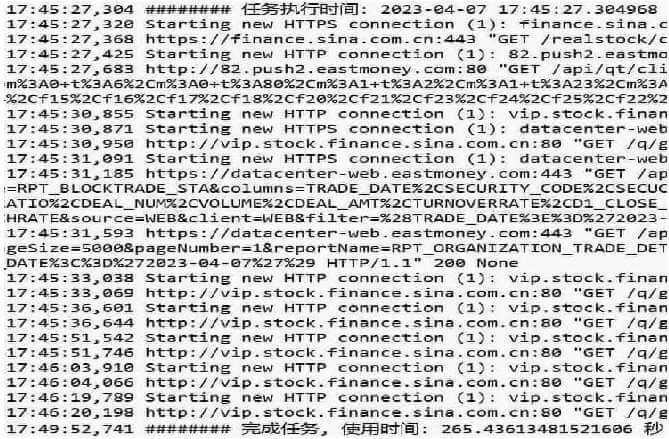 17:45:27,304 ######## 任务执行时间: 2023-04-07 17:45:27.304968
17:45:27,320 Starting new HTTPS connection (1): finance.sina.c
17:45:27,368 https://finance.sina.com.cn:443 "GET /realstock/c
17:45:27,425 Starting new HTTP connection (1): 82.push2.eastmo
17:45:27,683 http://82.push2.eastmoney.com:80 "GET /api/qt/cli
m%3A0+t%3A6%2Cm%3A0+t%3A80%2Cm%3A1+t%3A2%2Cm%3A1+t%3A23%2Cm%3A
%2Cf15%2Cf16%2Cf17%2Cf18%2Cf20%2Cf21%2Cf23%2Cf24%2Cf25%2Cf22%2
17:45:30,855 Starting new HTTP connection (1): vip.stock.finan
17:45:30,871 Starting new HTTPS connection (1): datacenter-web
17:45:30,950 http://vip.stock.finance.sina.com.cn:80 "GET /q/g
17:45:31,091 Starting new HTTPS connection (1): datacenter-web
17:45:31,185 https://datacenter-web.eastmoney.com:443 "GET /ap
=RPT_BLOCKTRADE_STA&columns=TRADE_DATE%2CSECURITY_CODE%2CSECUC
ATIO%2CDEAL_NUM%2CVOLUME%2CDEAL_AMT%2CTURNOVERRATE%2CD1_CLOSE_
HRATE&source=WEB&client=WEB&filter=%28TRADE_DATE%3E%3D%272023-
17:45:31,593 https://datacenter-web.eastmoney.com:443 "GET /ap
geSize=5000&pageNumber=1&reportName=RPT_ORGANIZATION_TRADE_DET
DATE%3C%3D%272023-04-07%27%29 HTTP/1.1" 200 None
17:45:33,038 Starting new HTTP connection (1): vip.stock.finan
17:45:33,069 http://vip.stock.finance.sina.com.cn:80 "GET /q/g
17:45:36,601 Starting new HTTP connection (1): vip.stock.finan
17:45:36,644 http://vip.stock.finance.sina.com.cn:80 "GET /q/g
17:45:51,542 Starting new HTTP connection (1): vip.stock.finan
17:45:51,746 http://vip.stock.finance.sina.com.cn:80 "GET /q/g
17:46:03,910 Starting new HTTP connection (1): vip.stock.finan
17:46:04,066 http://vip.stock.finance.sina.com.cn:80 "GET /q/g
17:46:19,789 Starting new HTTP connection (1): vip.stock.finan
17:46:20,198 http://vip.stock.finance.sina.com.cn:80 "GET /q/g
17:49:52,741 ######## 完成任务, 使用时间: 265.43613481521606 秒